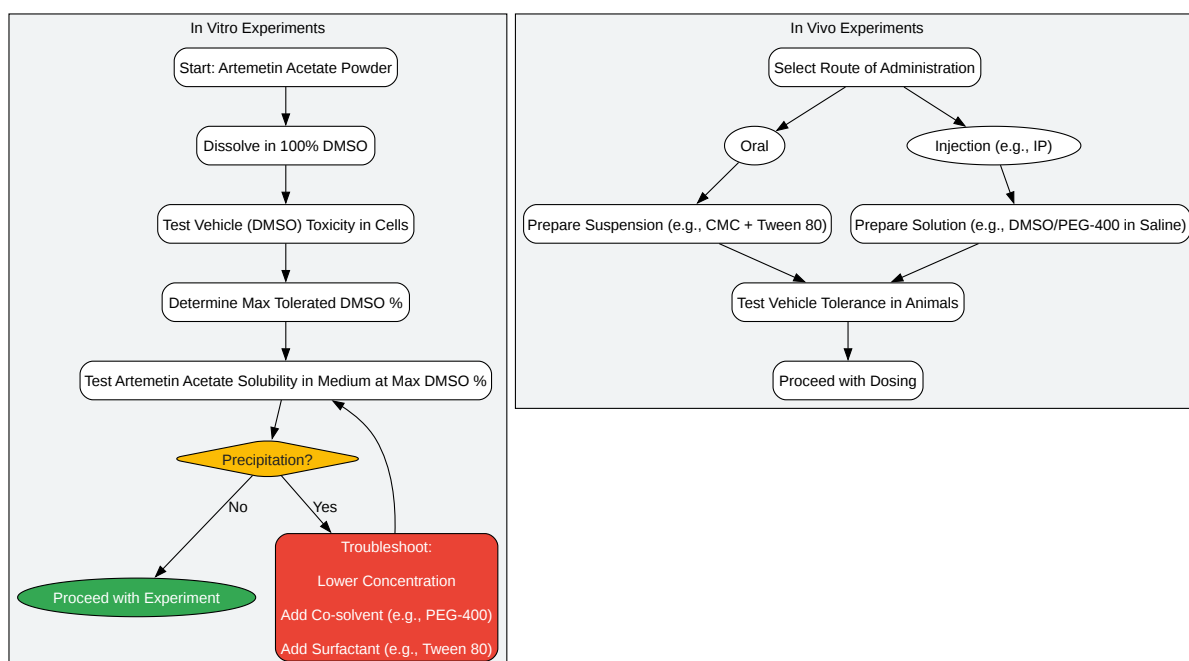 In Vitro Experiments
Start: Artemetin Acetate Powder
Dissolve in 100% DMSO
Test Vehicle (DMSO) Toxicity in Cells
Determine Max Tolerated DMSO %
Test Artemetin Acetate Solubility in Medium at Max DMSO %
Precipitation?
No
Yes
Proceed with Experiment
Troubleshoot:
Lower Concentration
Add Co-solvent (e.g., PEG-400)
Add Surfactant (e.g., Tween 80)
In Vivo Experiments
Select Route of Administration
Oral
Injection (e.g., IP)
Prepare Suspension (e.g., CMC + Tween 80)
Prepare Solution (e.g., DMSO/PEG-400 in Saline)
Test Vehicle Tolerance in Animals
Proceed with Dosing